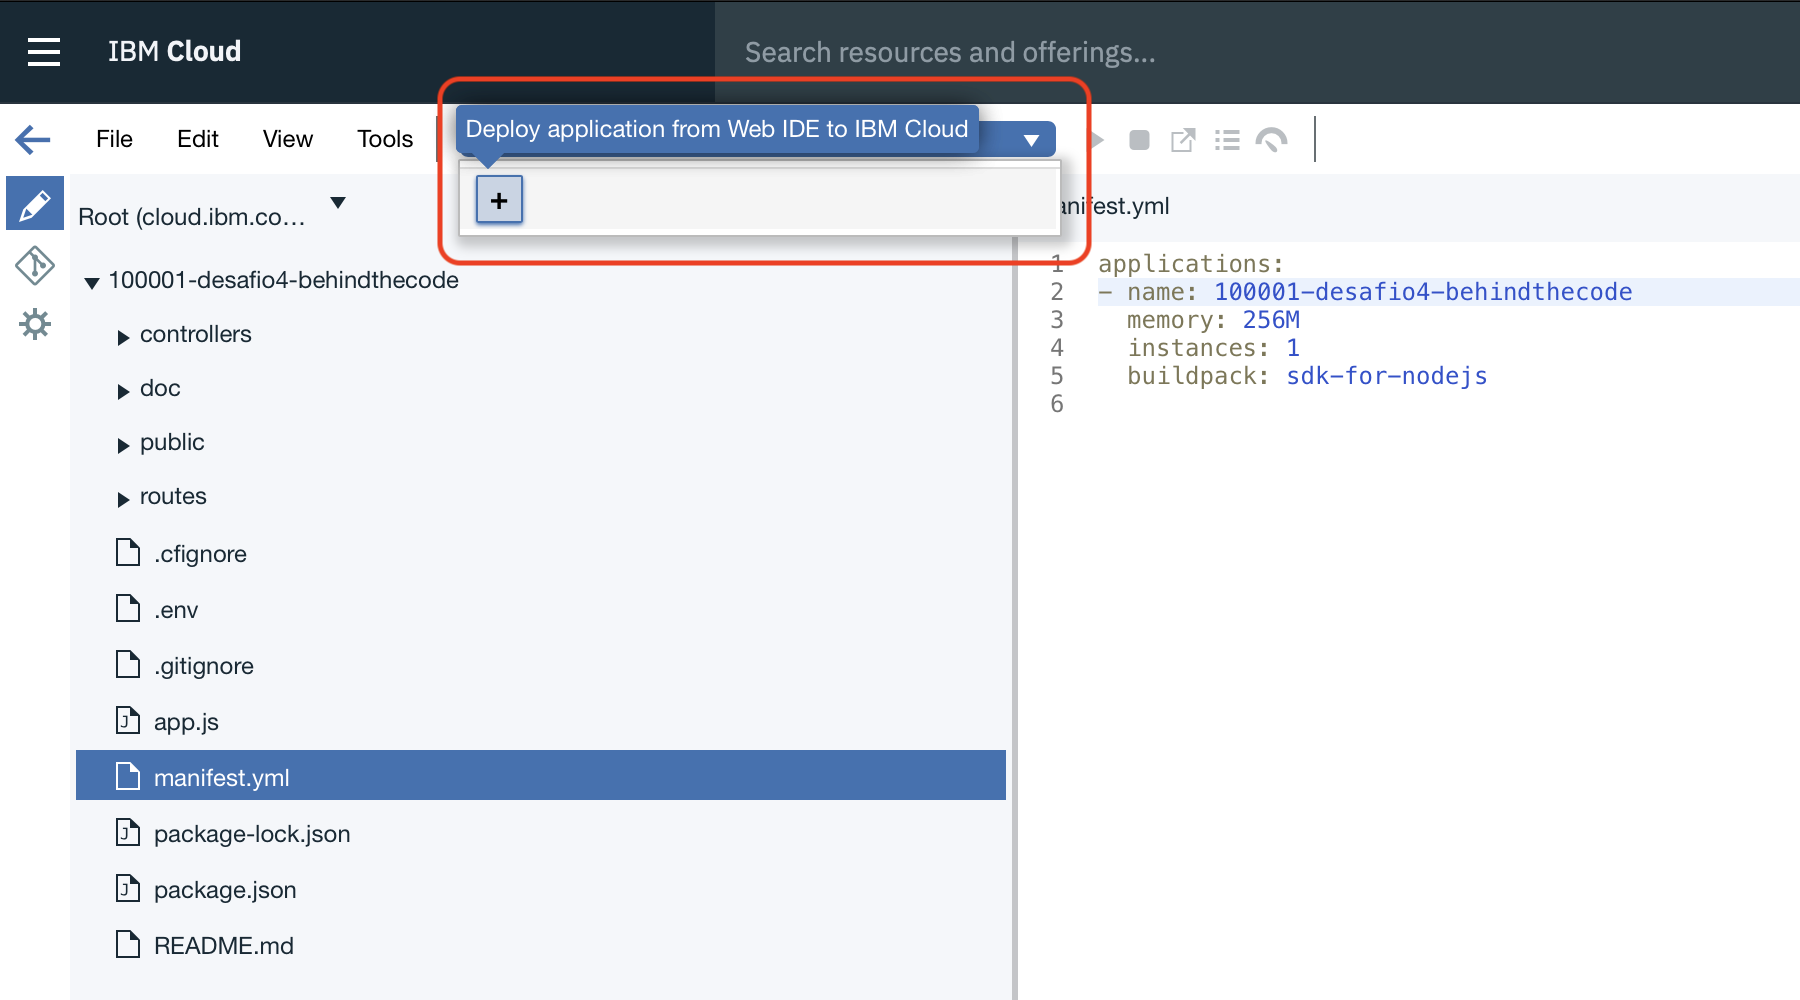 IBM Cloud
Search resources and offerings...
File Edit View Tools
Deploy application from Web IDE to IBM Cloud
+
Root (cloud.ibm.co...
anifest.yml
100001-desafio4-behindthecode
controllers
doc
public
routes
.cfignore
.env
.gitignore
app.js
manifest.yml
package-lock.json
package.json
README.md
1 applications:
2 - name: 100001-desafio4-behindthecode
3 memory: 256M
4 instances: 1
5 buildpack: sdk-for-nodejs
6